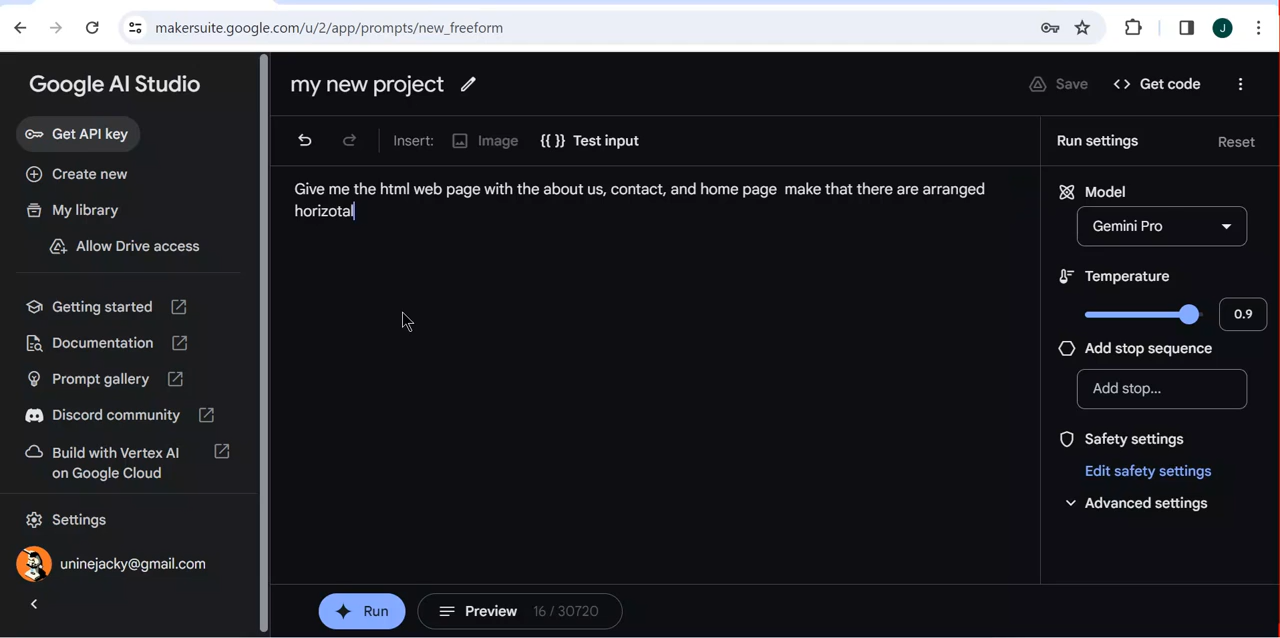 makersuite.google.com/u/2/app/prompts/new_freeform
J
Google AI Studio
Get API key
Create new
My library
Allow Drive access
Getting started
Documentation
Prompt gallery
Discord community
Build with Vertex AI
on Google Cloud
Settings
uninejacky@gmail.com
my new project
Save
Get code
Insert:
Image
{{ }} Test input
Give me the html web page with the about us, contact, and home page  make that there are arranged
horizotal
Run
Preview 16 / 30720
Run settings
Reset
Model
Gemini Pro
Temperature
0.9
Add stop sequence
Add stop...
Safety settings
Edit safety settings
Advanced settings